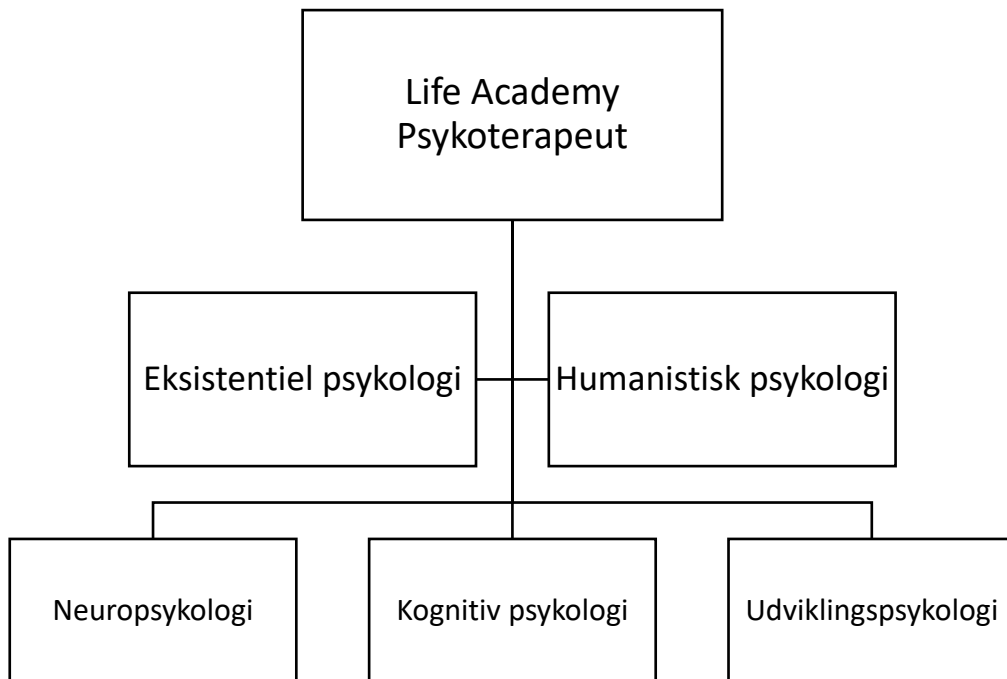 Life Academy
Psykoterapeut
Eksistentiel psykologi
Humanistisk psykologi
Neuropsykologi
Kognitiv psykologi
Udviklingspsykologi